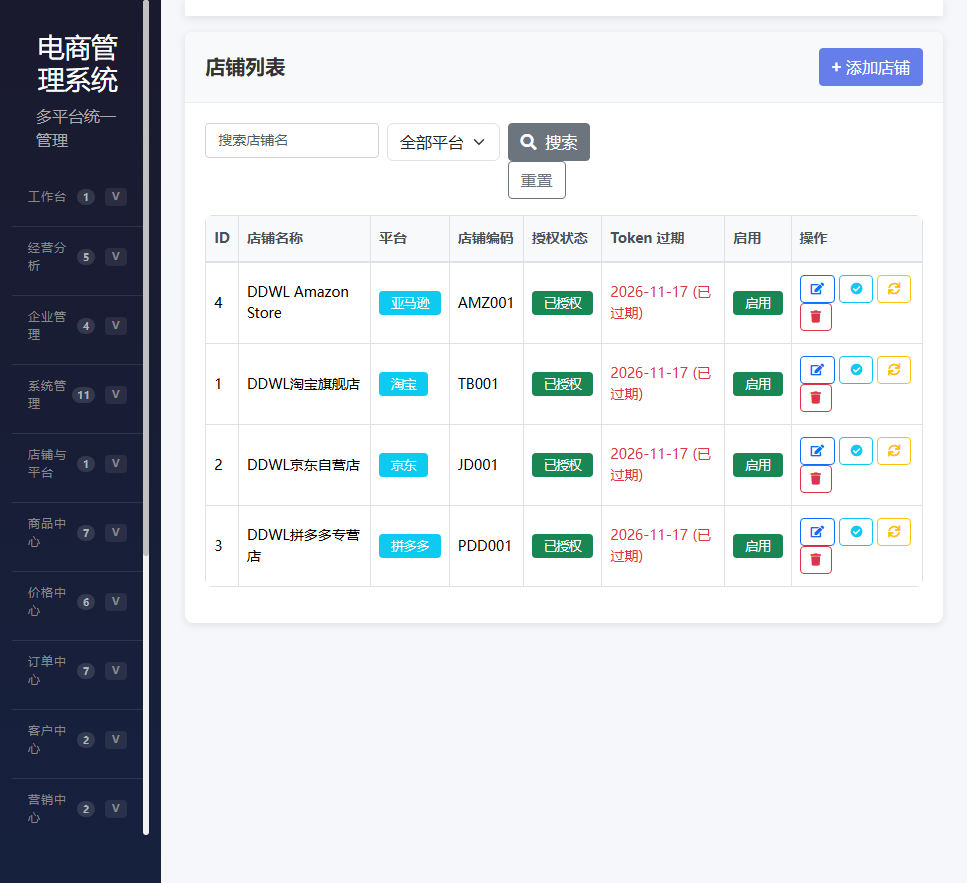 电商管
理系统
多平台统一
管理
工作台 1 V
经营分
析 5 V
企业管
理 4 V
系统管
理 11 V
店铺与
平台 1 V
商品中
心 7 V
价格中
心 6 V
订单中
心 7 V
客户中
心 2 V
营销中
心 2 V
店铺列表
+ 添加店铺
搜索店铺名 全部平台 搜索
重置
ID 店铺名称 平台 店铺编码 授权状态 Token 过期 启用 操作
4 DDWL Amazon
Store 亚马逊 AMZ001 已授权 2026-11-17 (已
过期) 启用
1 DDWL淘宝旗舰店 淘宝 TB001 已授权 2026-11-17 (已
过期) 启用
2 DDWL京东自营店 京东 JD001 已授权 2026-11-17 (已
过期) 启用
3 DDWL拼多多专营
店 拼多多 PDD001 已授权 2026-11-17 (已
过期) 启用